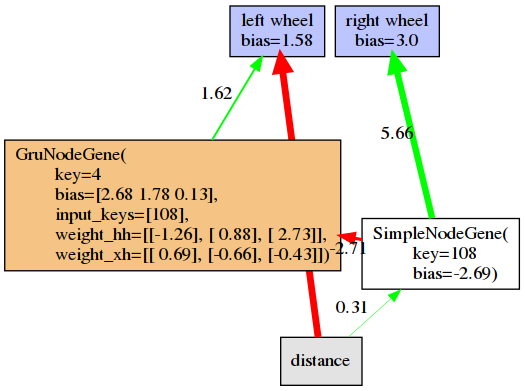 left wheel
bias=1.58
right wheel
bias=3.0
1.62
5.66
GruNodeGene(
key=4
bias=[2.68 1.78 0.13],
input_keys=[108],
weight_hh=[[-1.26], [ 0.88], [ 2.73]],
weight_xh=[[ 0.69], [-0.66], [-0.43]])
-2.71
SimpleNodeGene(
key=108
bias=-2.69)
0.31
distance